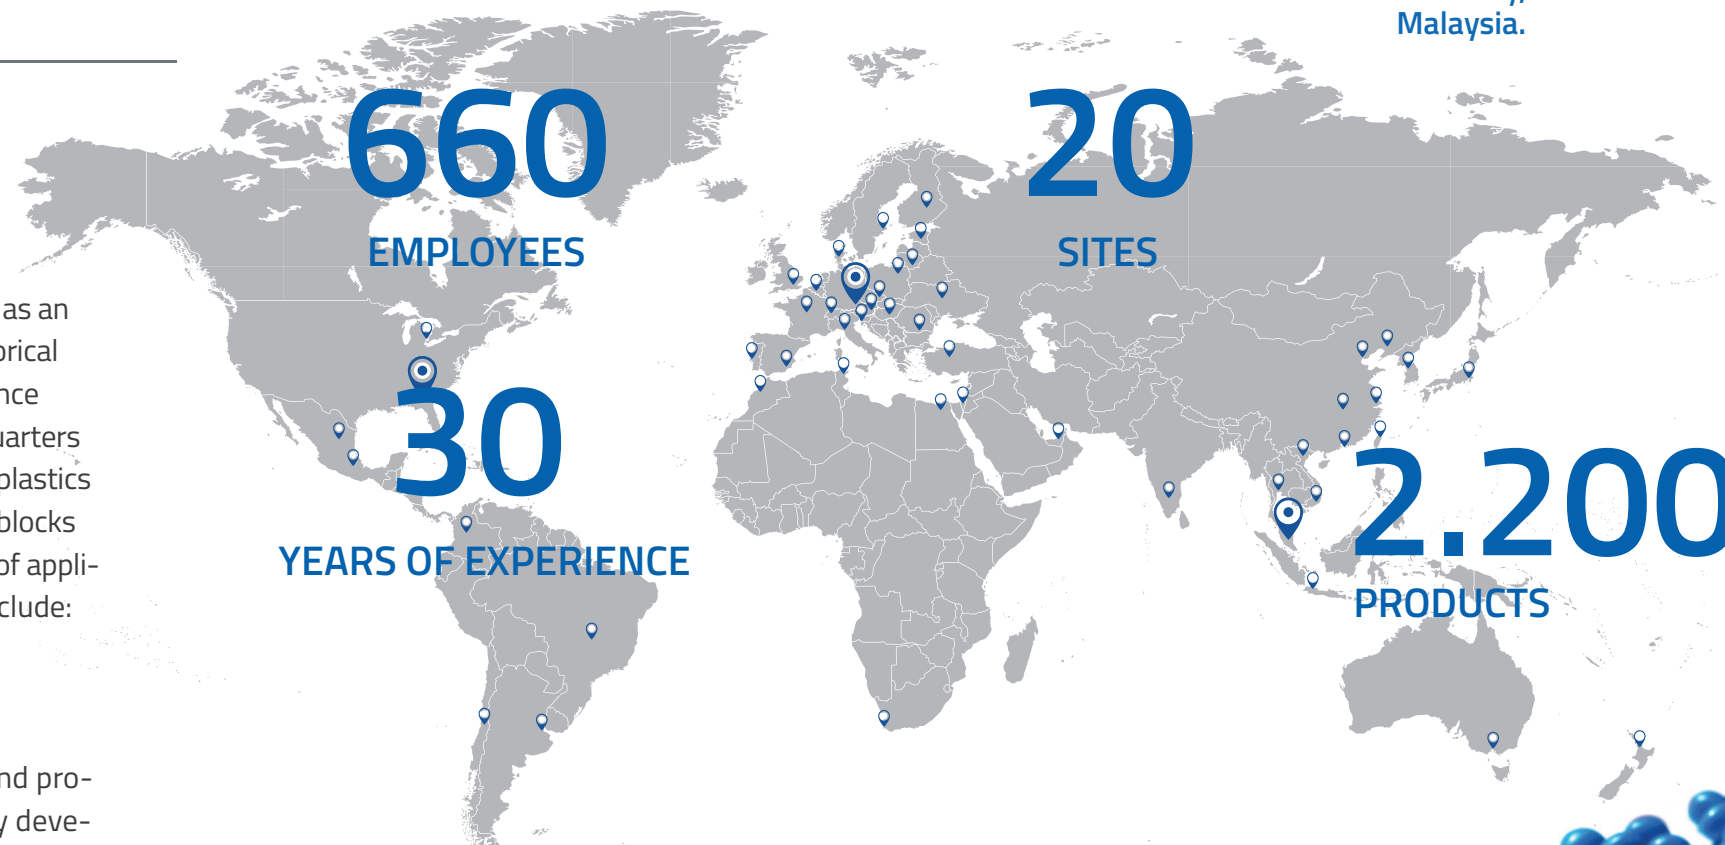 Malaysia.
660
EMPLOYEES
20
SITES
as an
orical
nce
uarters
plastics
blocks
of appli-
clude:
nd pro-
y deve-
30
YEARS OF EXPERIENCE
2.200
PRODUCTS